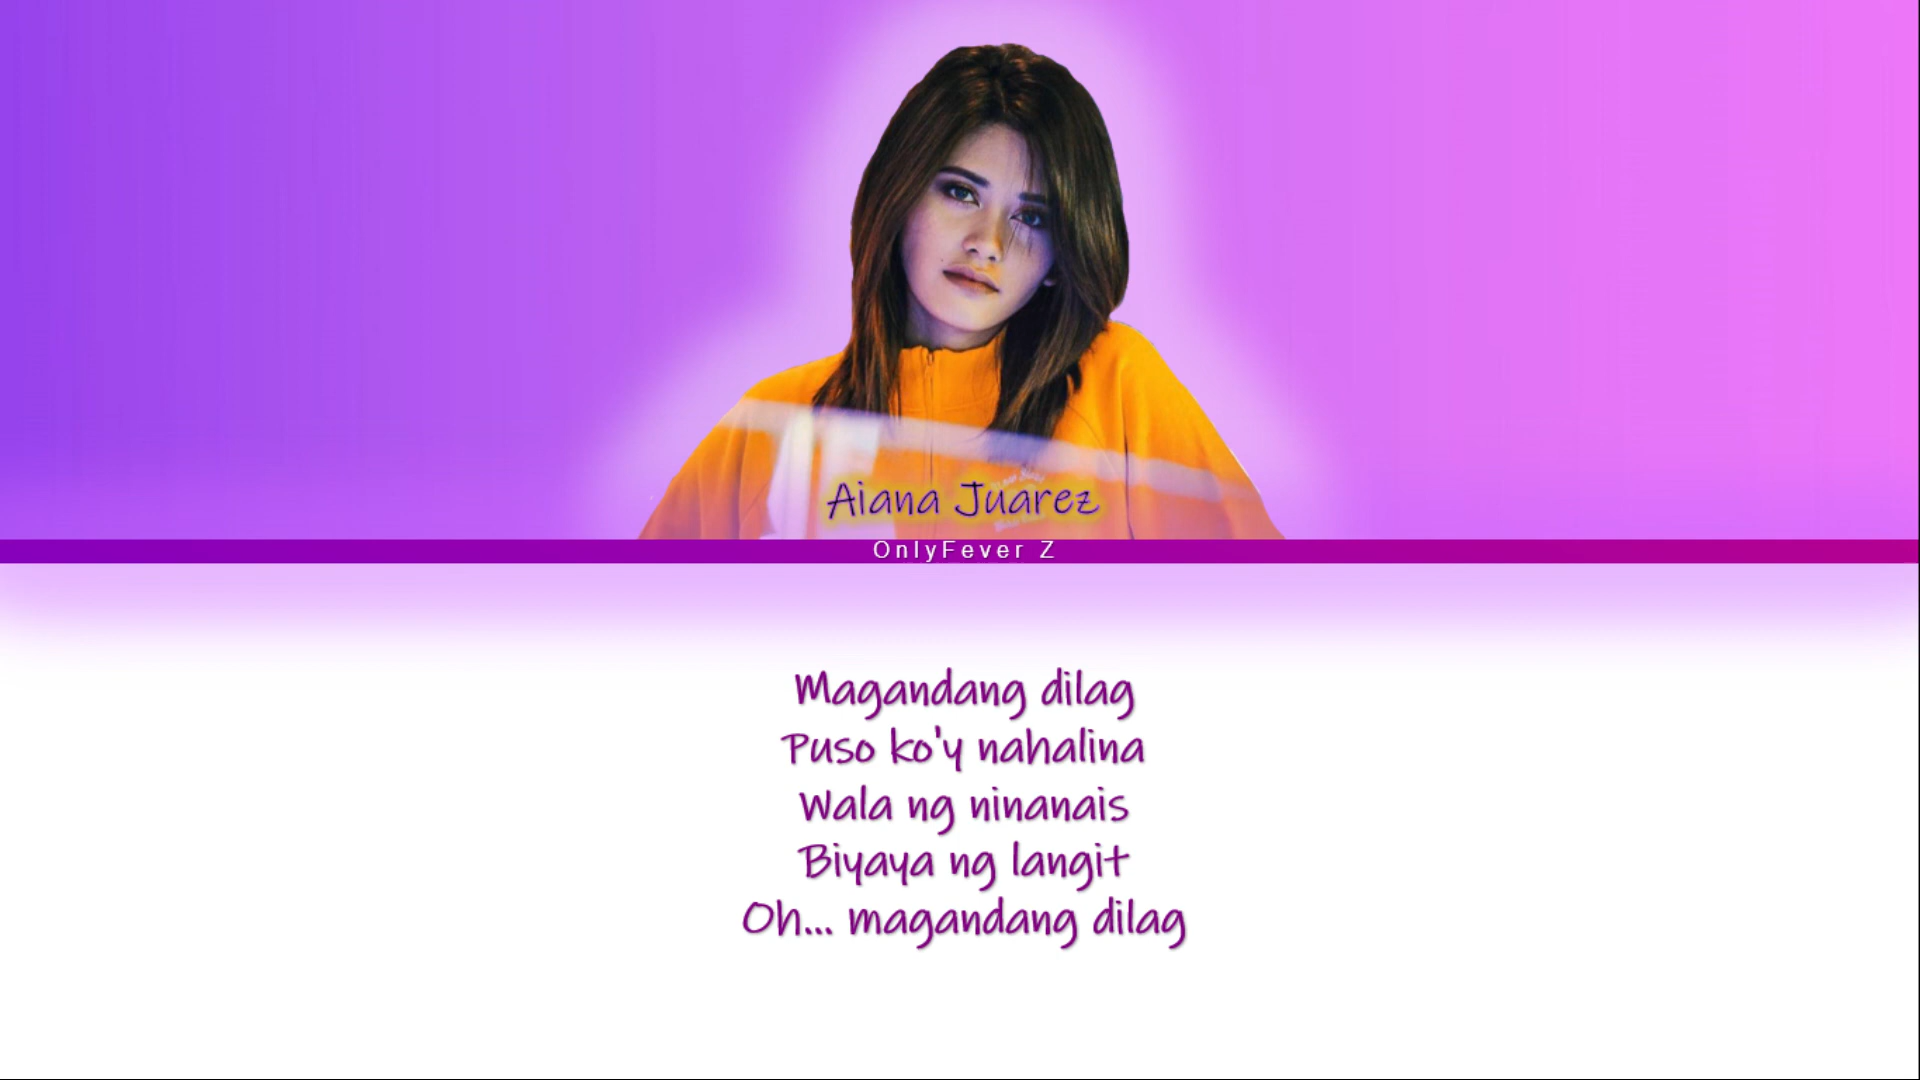 Aiana Juarez
OnlyFever Z
Magandang dilag
Puso ko'y nahalina
Wala ng ninanais
Biyaya ng langit
Oh... magandang dilag